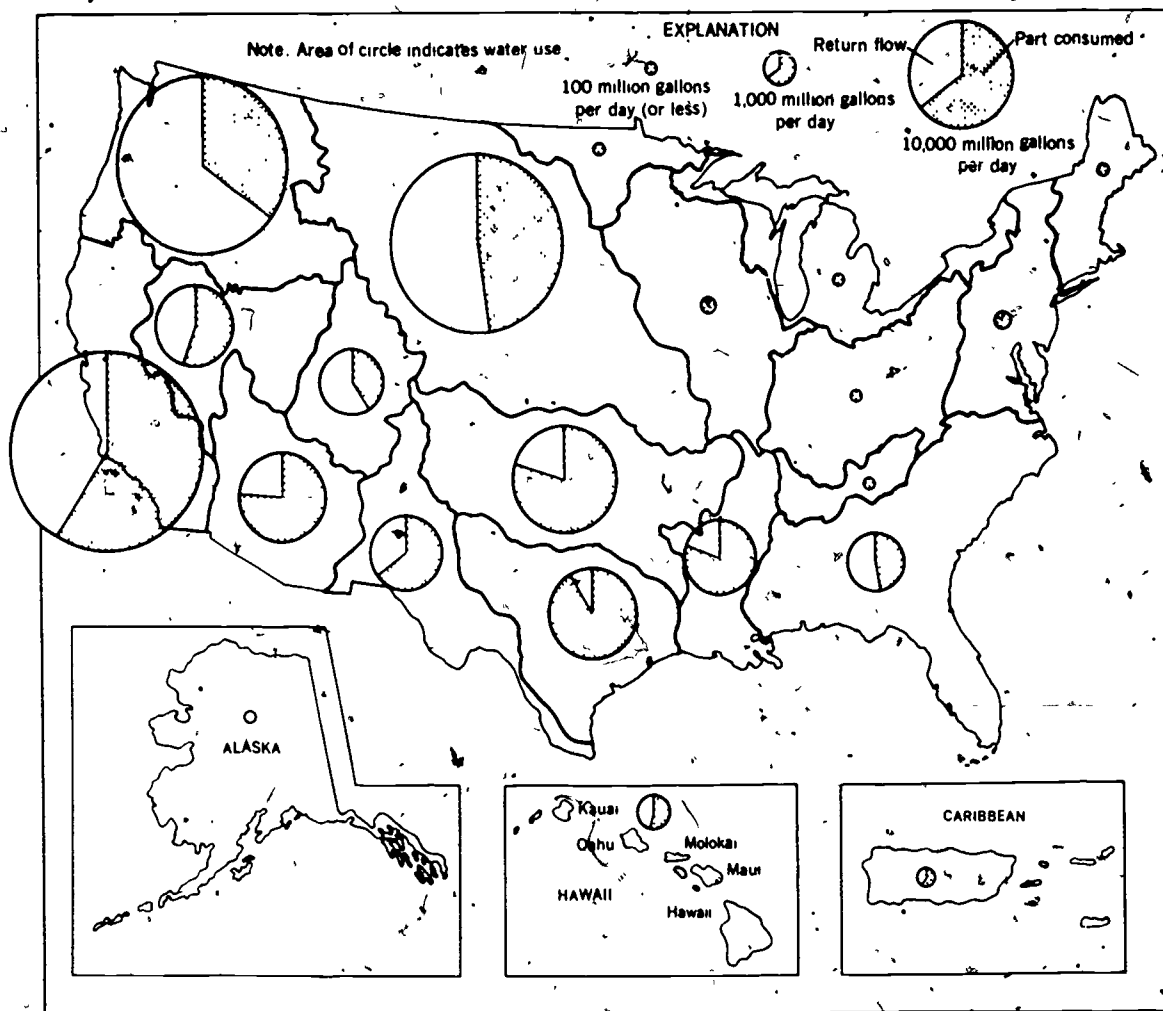 EXPLANATION
Note. Area of circle indicates water use
Return flow
Part consumed
100 million gallons
per day (or less)
1,000 million gallons
per day
10,000 million gallons
per day
ALASKA
Kauai
Oahu
Molokai
Maui
HAWAII
Hawaii
CARIBBEAN